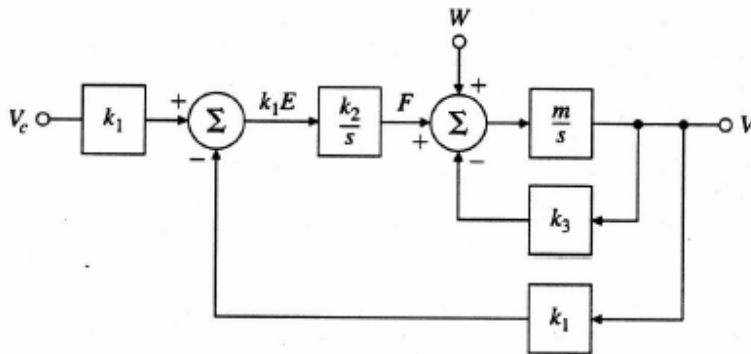 W
V_c
k_1
+
Σ
−
k_1E
k_2
s
F
+
+
Σ
−
m
s
V
k_3
k_1